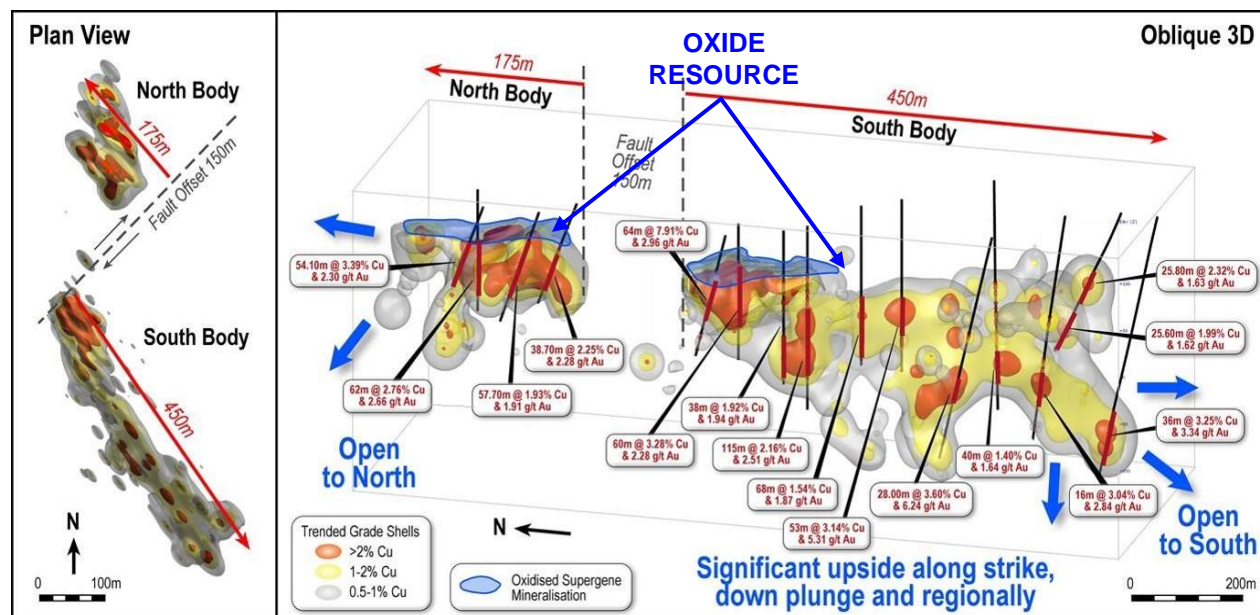 Plan View
North Body
175m
Fault Offset 150m
South Body
450m
N
0 100m
Oblique 3D
OXIDE
RESOURCE
175m
North Body
450m
South Body
Fault
Offset
150m
64m @ 7.91% Cu
& 2.96 g/t Au
54.10m @ 3.39% Cu
& 2.30 g/t Au
25.80m @ 2.32% Cu
& 1.63 g/t Au
25.60m @ 1.99% Cu
& 1.62 g/t Au
38.70m @ 2.25% Cu
& 2.28 g/t Au
62m @ 2.76% Cu
& 2.66 g/t Au
57.70m @ 1.93% Cu
& 1.91 g/t Au
38m @ 1.92% Cu
& 1.94 g/t Au
60m @ 3.28% Cu
& 2.28 g/t Au
115m @ 2.16% Cu
& 2.51 g/t Au
36m @ 3.25% Cu
& 3.34 g/t Au
40m @ 1.40% Cu
& 1.64 g/t Au
68m @ 1.54% Cu
& 1.87 g/t Au
28.00m @ 3.60% Cu
& 6.24 g/t Au
16m @ 3.04% Cu
& 2.84 g/t Au
53m @ 3.14% Cu
& 5.31 g/t Au
Open
to North
Open
to South
N
Trended Grade Shells
>2% Cu
1-2% Cu
0.5-1% Cu
Oxidised Supergene
Mineralisation
Significant upside along strike,
down plunge and regionally
0 200m